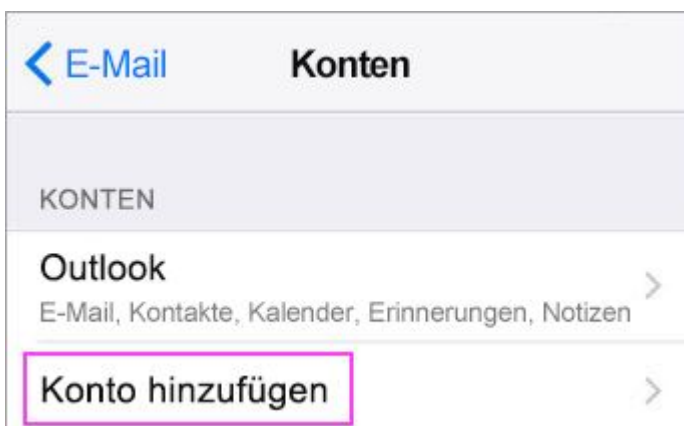 E-Mail Konten
KONTEN
Outlook
E-Mail, Kontakte, Kalender, Erinnerungen, Notizen
Konto hinzufügen